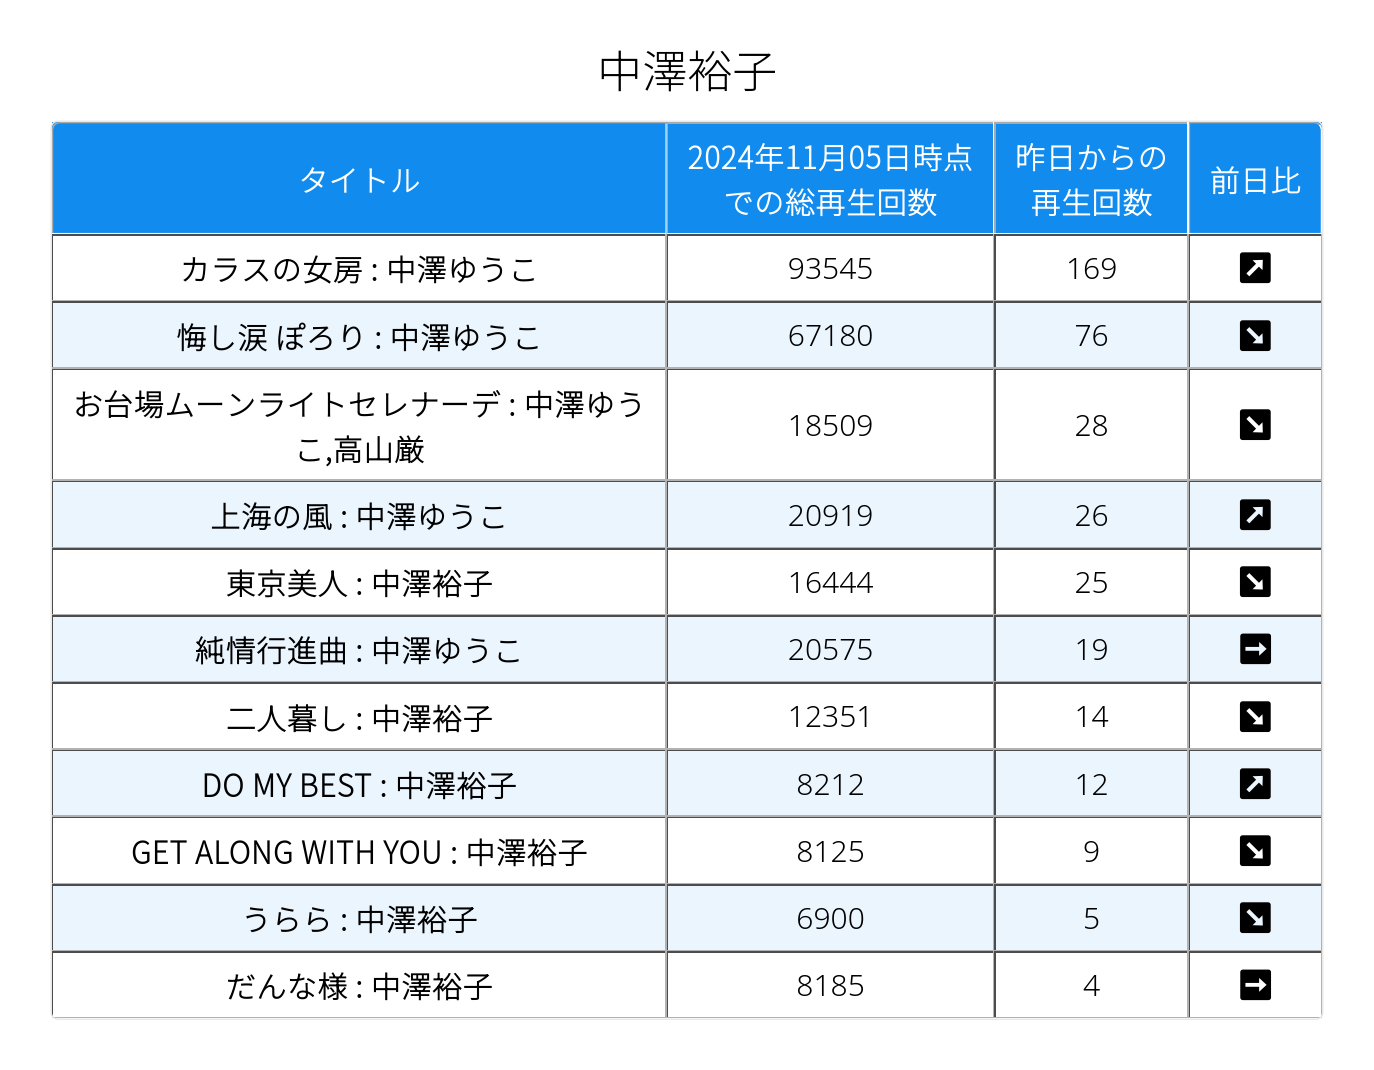 中澤裕子
タイトル
2024年11月05日時点
での総再生回数
昨日からの
再生回数
前日比
カラスの女房 : 中澤ゆうこ
93545
169
悔し涙 ぽろり : 中澤ゆうこ
67180
76
お台場ムーンライトセレナーデ : 中澤ゆう
こ,高山厳
18509
28
上海の風 : 中澤ゆうこ
20919
26
東京美人 : 中澤裕子
16444
25
純情行進曲 : 中澤ゆうこ
20575
19
二人暮し : 中澤裕子
12351
14
DO MY BEST : 中澤裕子
8212
12
GET ALONG WITH YOU : 中澤裕子
8125
9
うらら : 中澤裕子
6900
5
だんな様 : 中澤裕子
8185
4